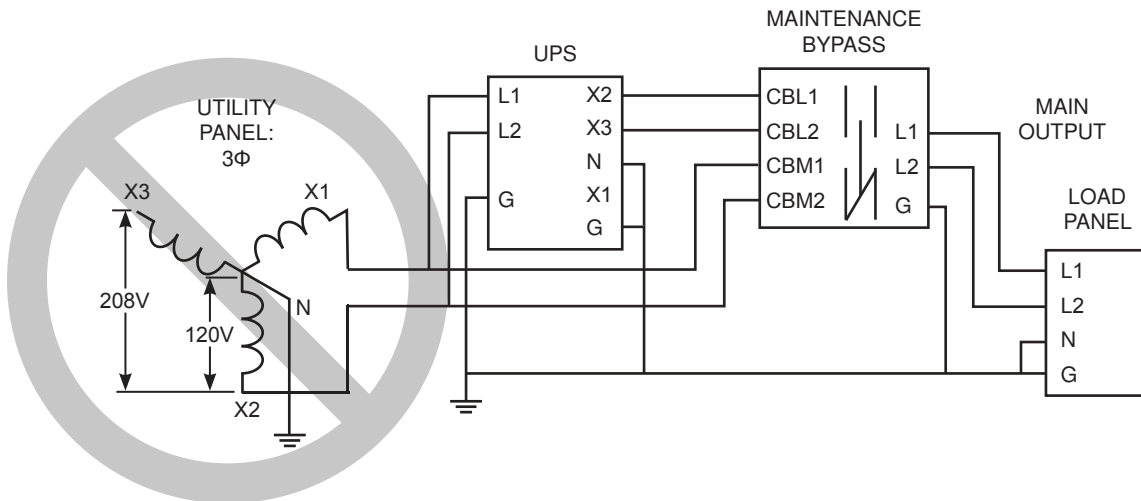 UTILITY
PANEL:
3Φ
X3
X1
208V
120V
N
X2
UPS
L1
L2
G
X2
X3
N
X1
G
MAINTENANCE
BYPASS
CBL1
CBL2
CBM1
CBM2
L1
L2
G
MAIN
OUTPUT
LOAD
PANEL
L1
L2
N
G